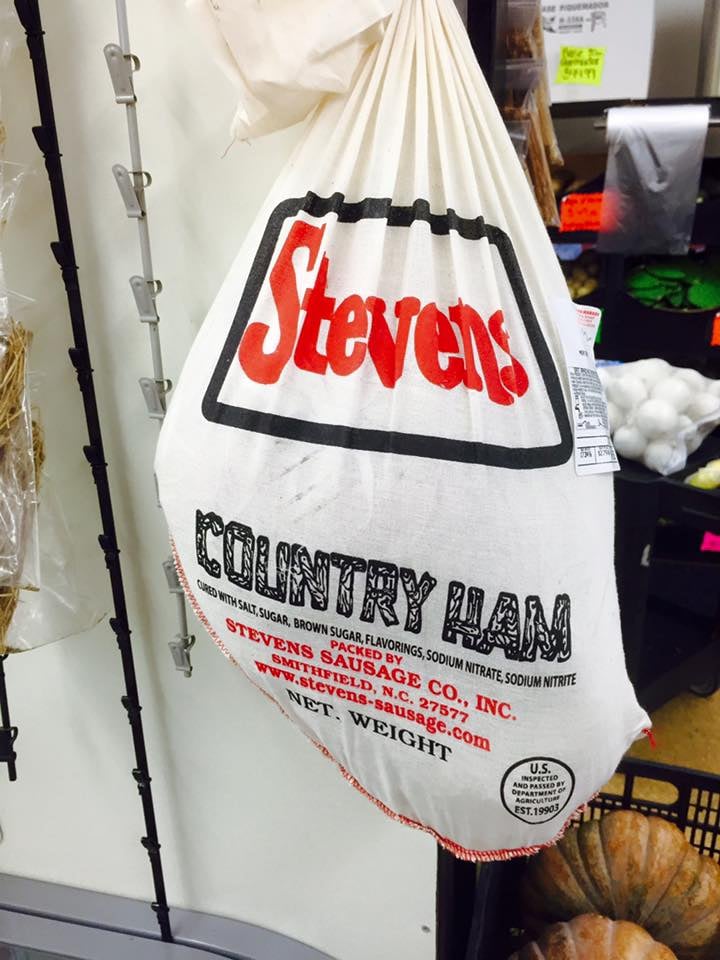 Stevens
COUNTRY HAM
CURED WITH SALT, SUGAR, BROWN SUGAR, FLAVORINGS, SODIUM NITRATE, SODIUM NITRITE
PACKED BY
STEVENS SAUSAGE CO., INC.
SMITHFIELD, N.C. 27577
www.stevens-sausage.com
NET. WEIGHT
U.S.
INSPECTED
AND PASSED BY
DEPARTMENT OF
AGRICULTURE
EST.19903